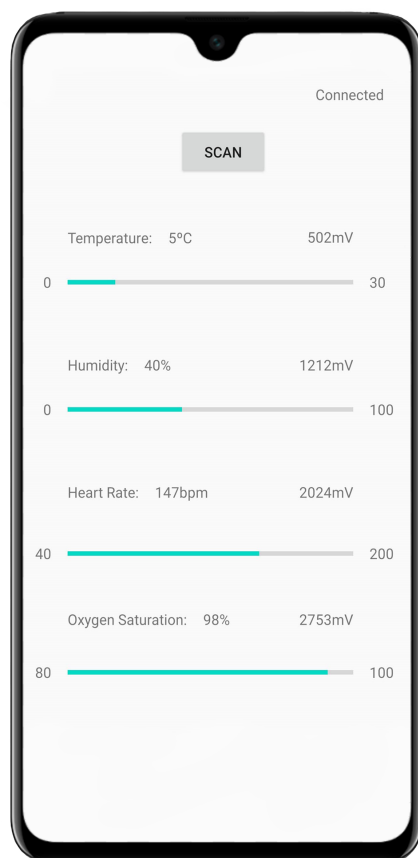 Connected
SCAN
Temperature: 5ºC 502mV
0 30
Humidity: 40% 1212mV
0 100
Heart Rate: 147bpm 2024mV
40 200
Oxygen Saturation: 98% 2753mV
80 100